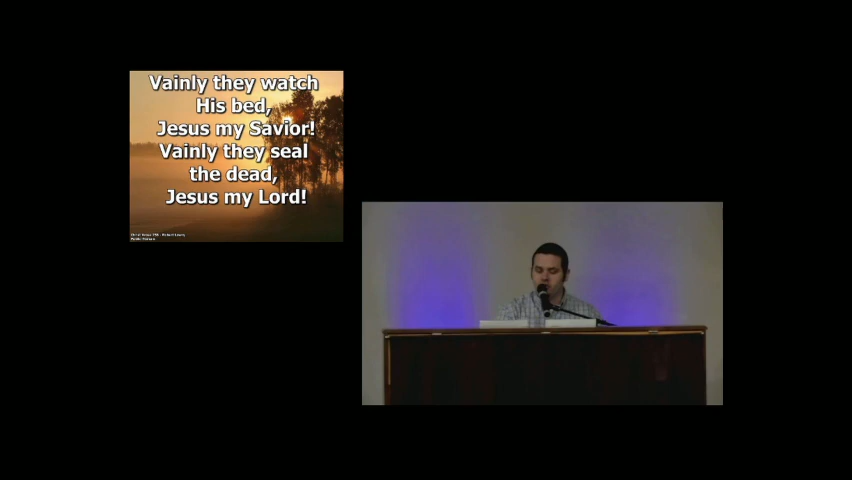 Vainly they watch
His bed,
Jesus my Savior!
Vainly they seal
the dead,
Jesus my Lord!